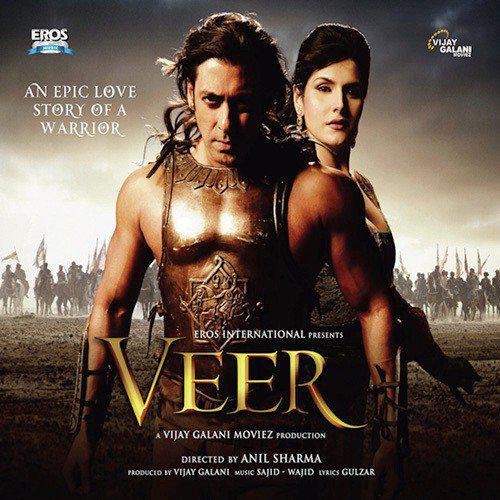 EROS
MUSIC
VIJAY
GALANI
MOVIEZ
AN EPIC LOVE
STORY OF A
WARRIOR
EROS INTERNATIONAL PRESENTS
VEER
A VIJAY GALANI MOVIEZ PRODUCTION
DIRECTED BY ANIL SHARMA
PRODUCED BY VIJAY GALANI MUSIC SAJID - WAJID LYRICS GULZAR